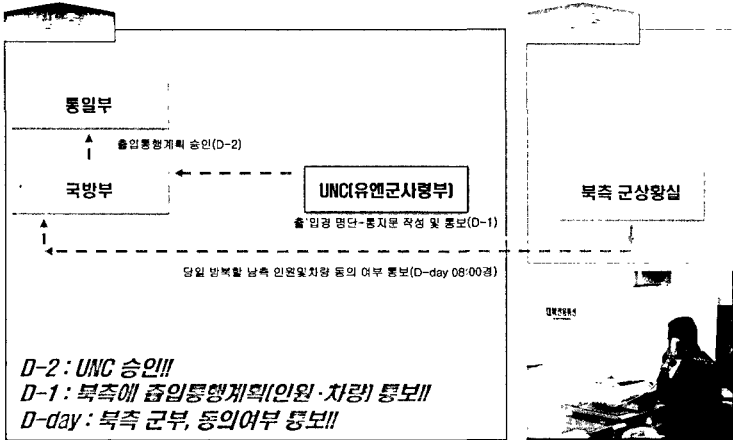 통일부
출입통행계획 승인(D-2)
국방부
UNC(유엔군사령부)
북측 군상황실
출·입경 명단-통지문 작성 및 통보(D-1)
당일 방북할 남측 인원및차량 동의 여부 통보(D-day 08:00경)
D-2 : UNC 승인!!
D-1 : 북측에 출입통행계획(인원·차량) 통보!!
D-day : 북측 군부, 동의여부 통보!!